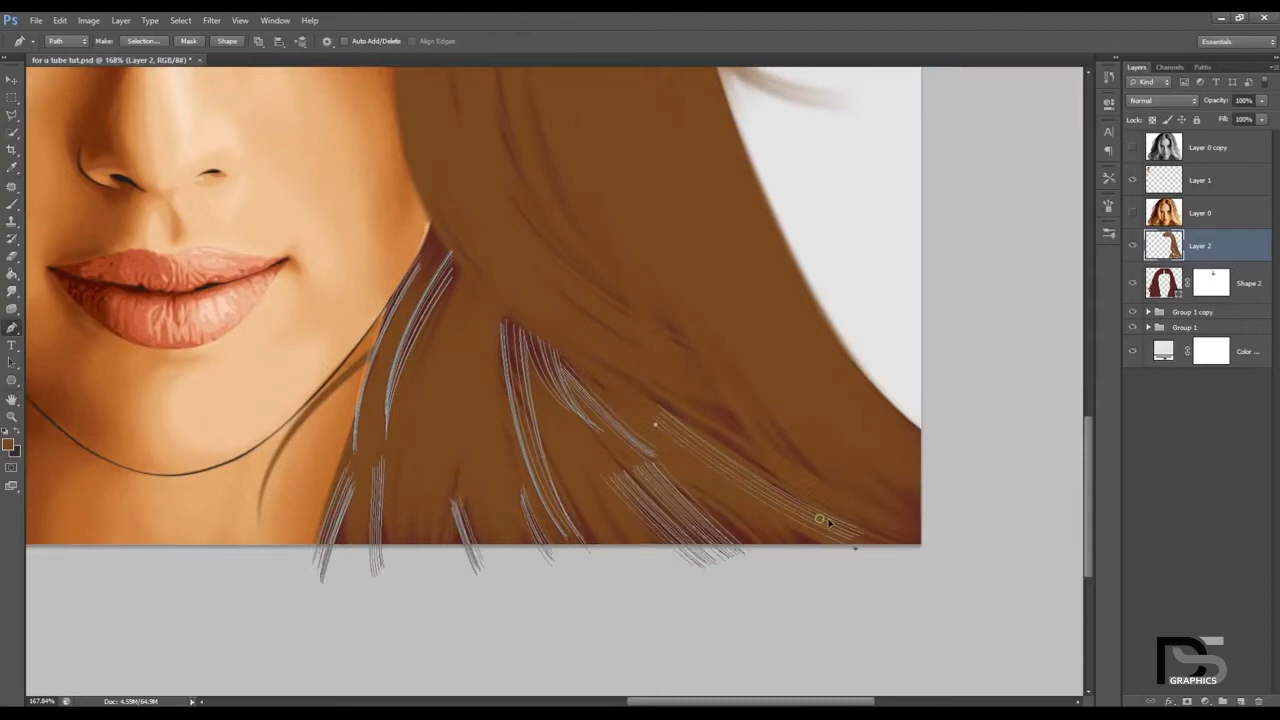 Ps File Edit Image Layer Type Select Filter View Window Help
Path Make: Selection... Mask Shape Auto Add/Delete Align Edges Essentials
for u tube tut.psd @ 168% (Layer 2, RGB/8#) * ×
Layers Channels Paths
Kind
Normal Opacity: 100%
Lock: Fill: 100%
Layer 0 copy
Layer 1
Layer 0
Layer 2
Shape 2
Group 1 copy
Group 1
Color ...
GRAPHICS
167.84% Doc: 4.59M/64.9M